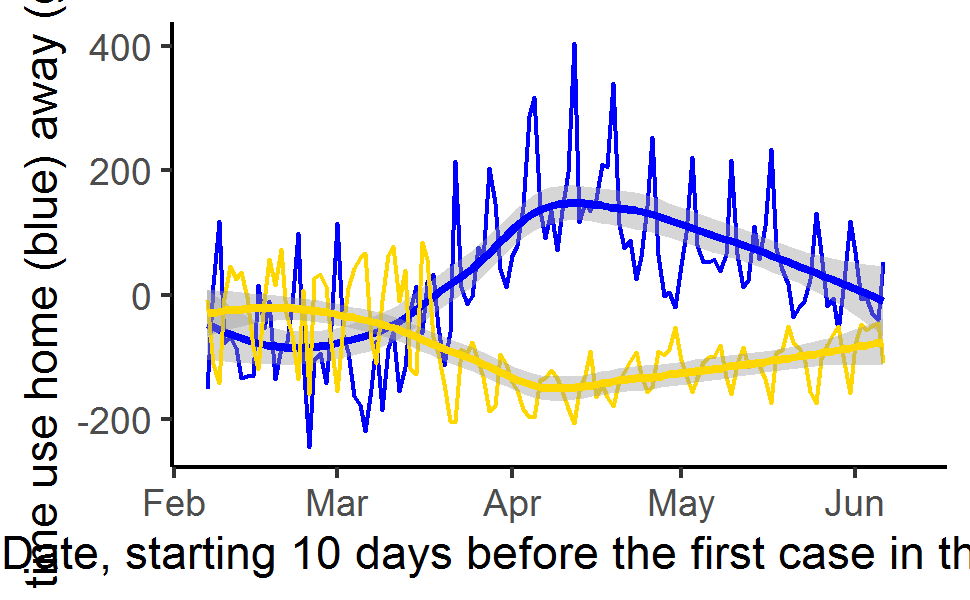 time use home (blue) away (
400
200
0
-200
Feb Mar Apr May Jun
Date, starting 10 days before the first case in th